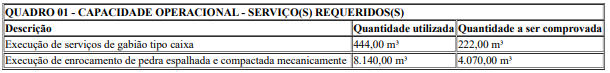 QUADRO 01 - CAPACIDADE OPERACIONAL - SERVIÇO(S) REQUERIDOS(S)
Descrição Quantidade utilizada Quantidade a ser comprovada
Execução de serviços de gabião tipo caixa 444,00 m³ 222,00 m³
Execução de enrocamento de pedra espalhada e compactada mecanicamente 8.140,00 m³ 4.070,00 m³